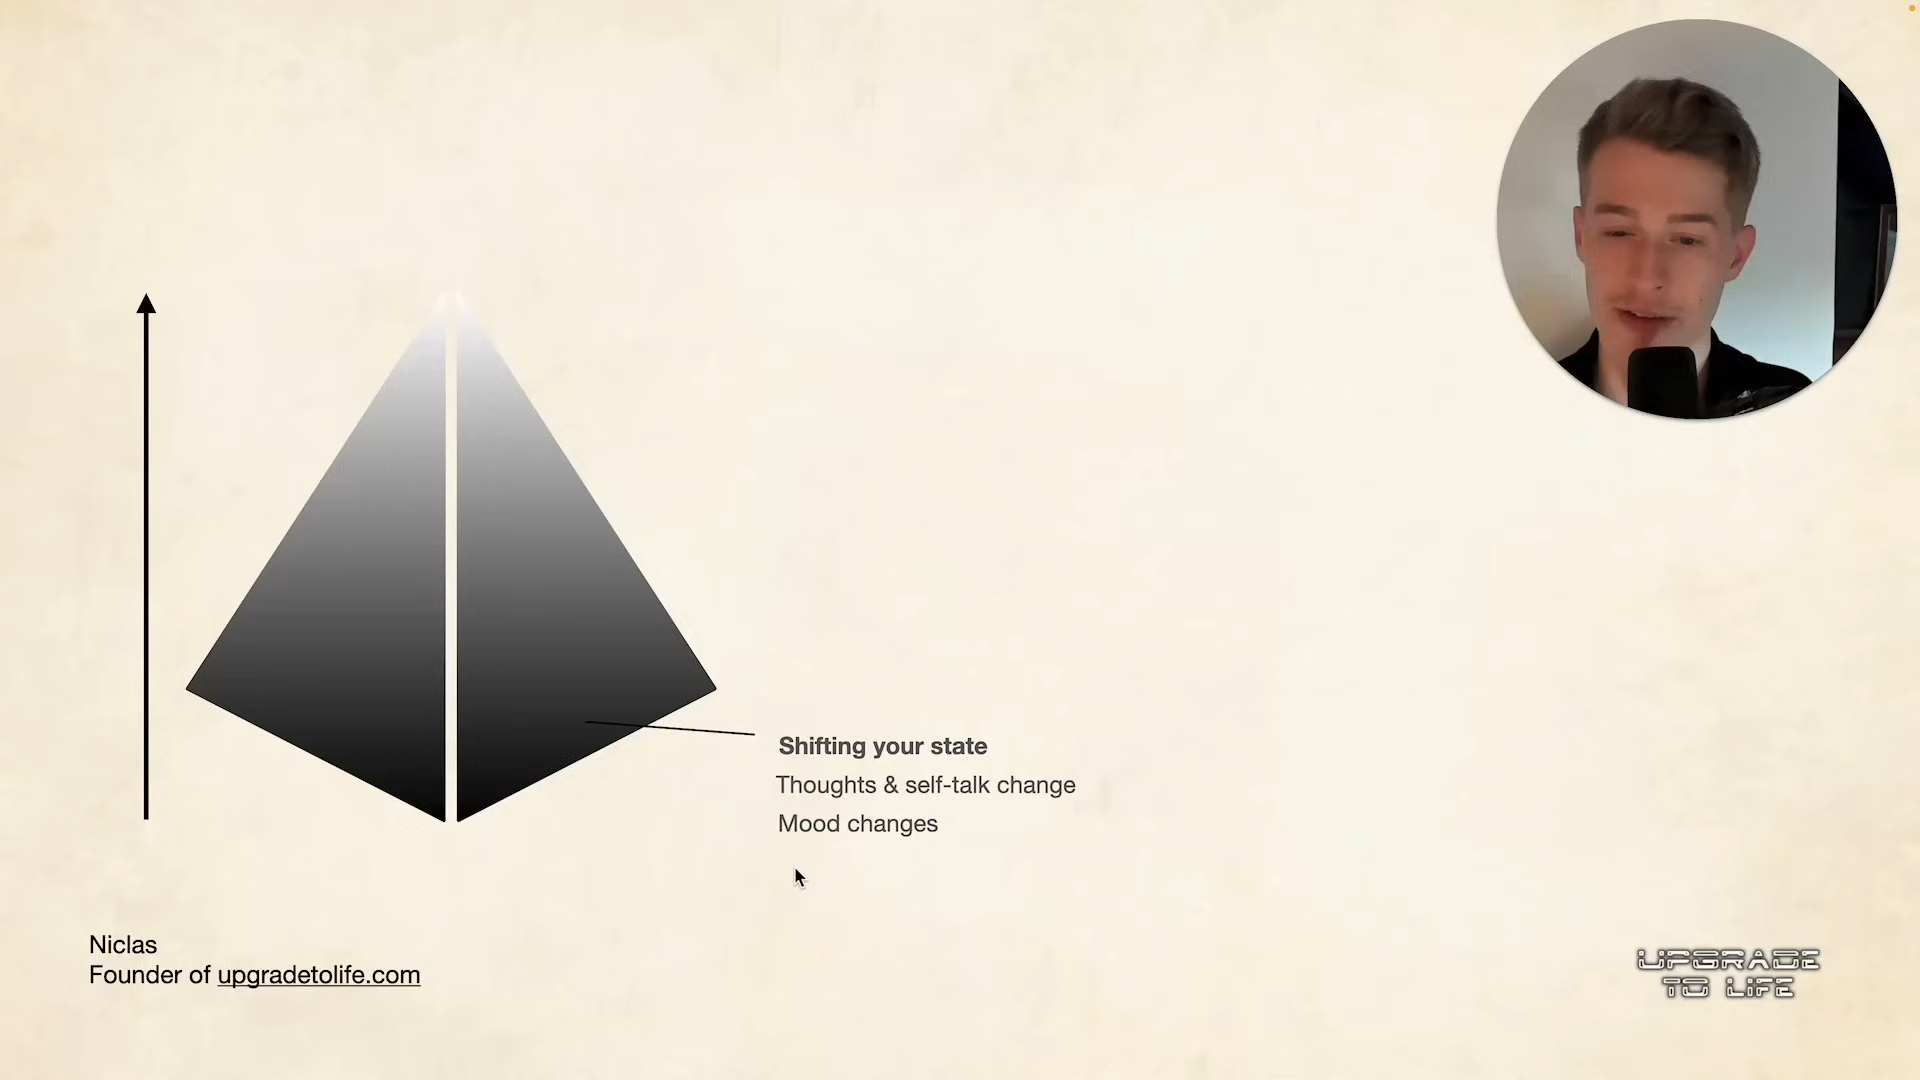 Shifting your state
Thoughts & self-talk change
Mood changes
Niclas
Founder of upgradetolife.com
UPGRADE
TO LIFE